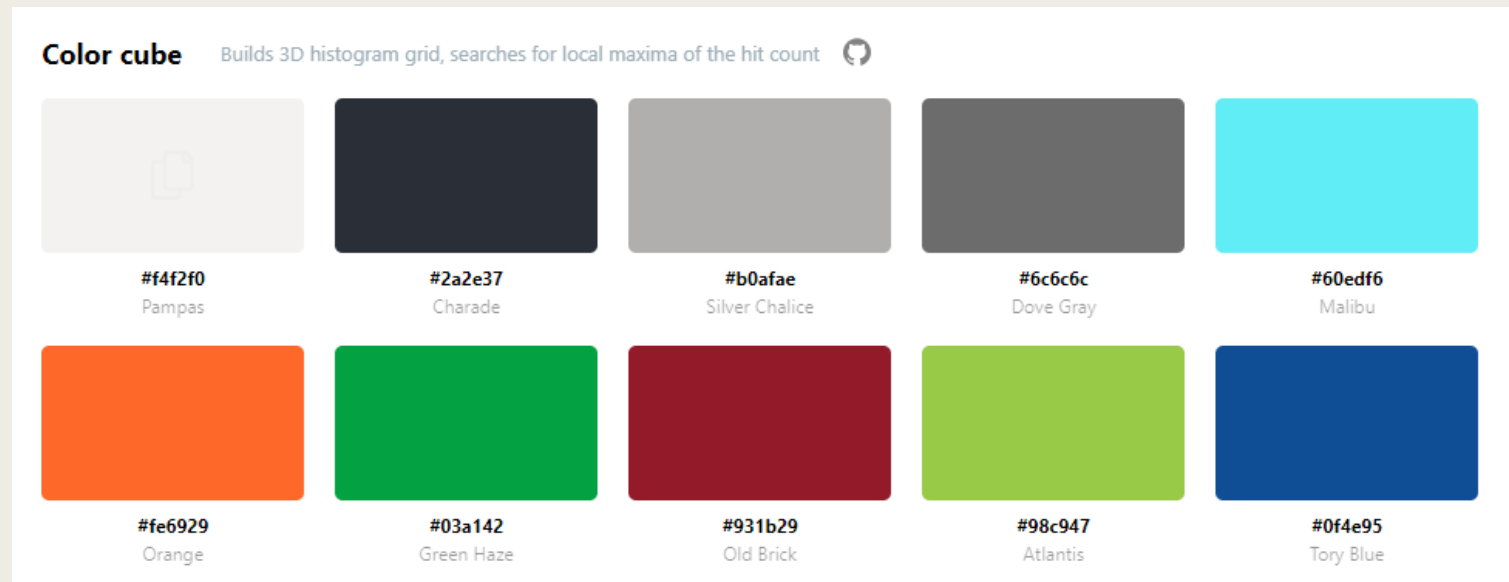 Color cube Builds 3D histogram grid, searches for local maxima of the hit count
#f4f2f0 #2a2e37 #b0afae #6c6c6c #60edf6
Pampas Charade Silver Chalice Dove Gray Malibu
#fe6929 #03a142 #931b29 #98c947 #0f4e95
Orange Green Haze Old Brick Atlantis Tory Blue